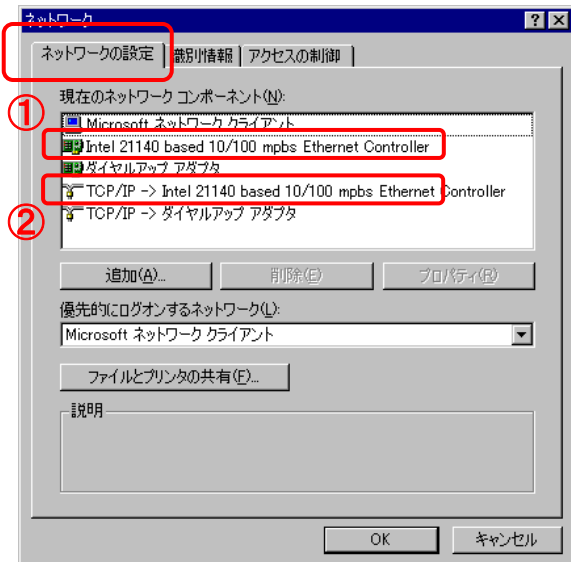 ネットワーク
ネットワークの設定 識別情報 アクセスの制御
現在のネットワーク コンポーネント(N):
①
Microsoft ネットワーク クライアント
Intel 21140 based 10/100 mpbs Ethernet Controller
ダイヤルアップ アダプタ
TCP/IP -> Intel 21140 based 10/100 mpbs Ethernet Controller
②
TCP/IP -> ダイヤルアップ アダプタ
追加(A)... 削除(E) プロパティ(R)
優先的にログオンするネットワーク(L):
Microsoft ネットワーク クライアント
ファイルとプリンタの共有(F)...
説明
OK キャンセル